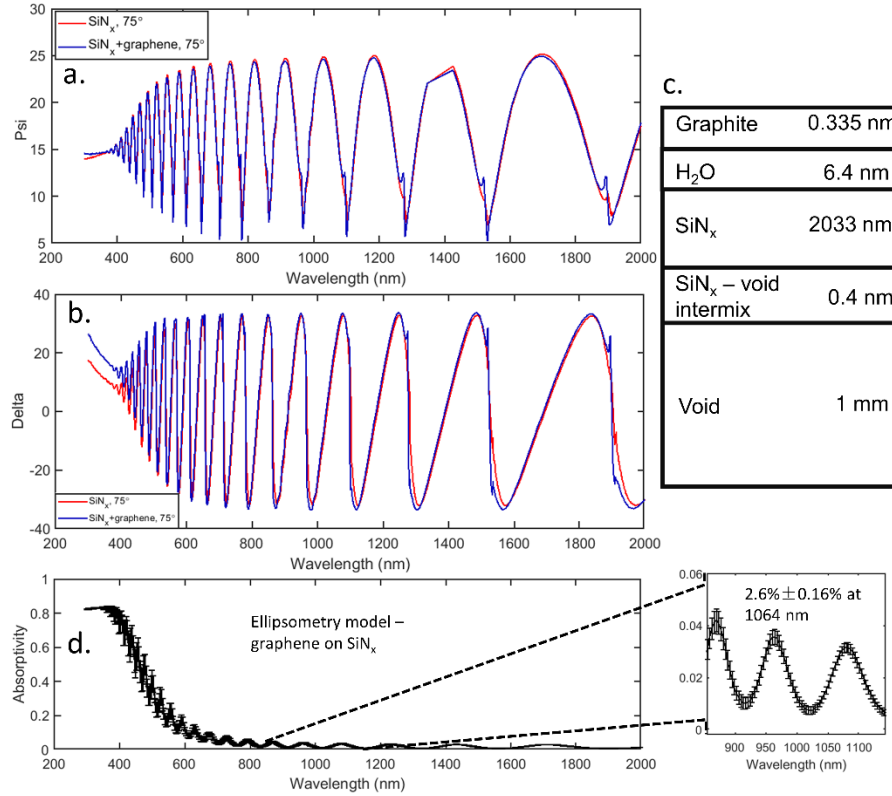 SiNx, 75°
SiNx+graphene, 75°
a.
30
25
20
15
10
5
Psi
200 400 600 800 1000 1200 1400 1600 1800 2000
Wavelength (nm)
c.
Graphite 0.335 nm
H2O 6.4 nm
SiNx 2033 nm
SiNx – void
intermix 0.4 nm
Void 1 mm
b.
40
20
0
-20
-40
Delta
SiNx, 75°
SiNx+graphene, 75°
200 400 600 800 1000 1200 1400 1600 1800 2000
Wavelength (nm)
d.
1
0.8
0.6
0.4
0.2
0
Absorptivity
Ellipsometry model –
graphene on SiNx
200 400 600 800 1000 1200 1400 1600 1800 2000
Wavelength (nm)
0.06
0.04
0.02
0
2.6%±0.16% at
1064 nm
900 950 1000 1050 1100
Wavelength (nm)